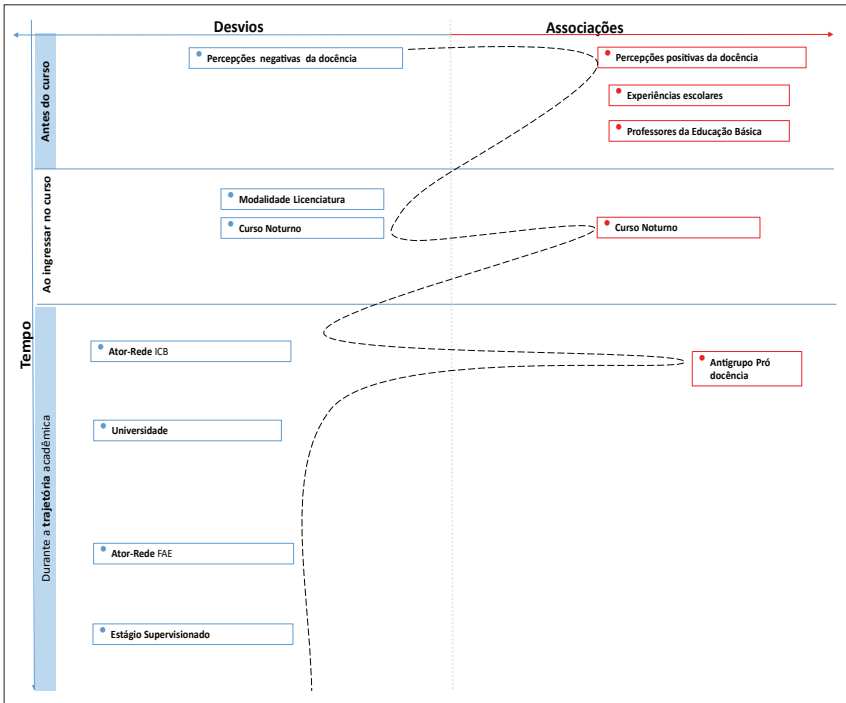 Desvios
Associações
Tempo
Antes do curso
Percepções negativas da docência
Percepções positivas da docência
Experiências escolares
Professores da Educação Básica
Ao ingressar no curso
Modalidade Licenciatura
Curso Noturno
Curso Noturno
Durante a trajetória acadêmica
Ator-Rede ICB
Antigrupo Pró
docência
Universidade
Ator-Rede FAE
Estágio Supervisionado